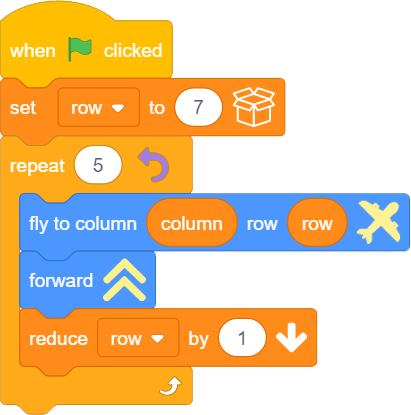 when clicked
set row to 7
repeat 5
fly to column column row row
forward
reduce row by 1